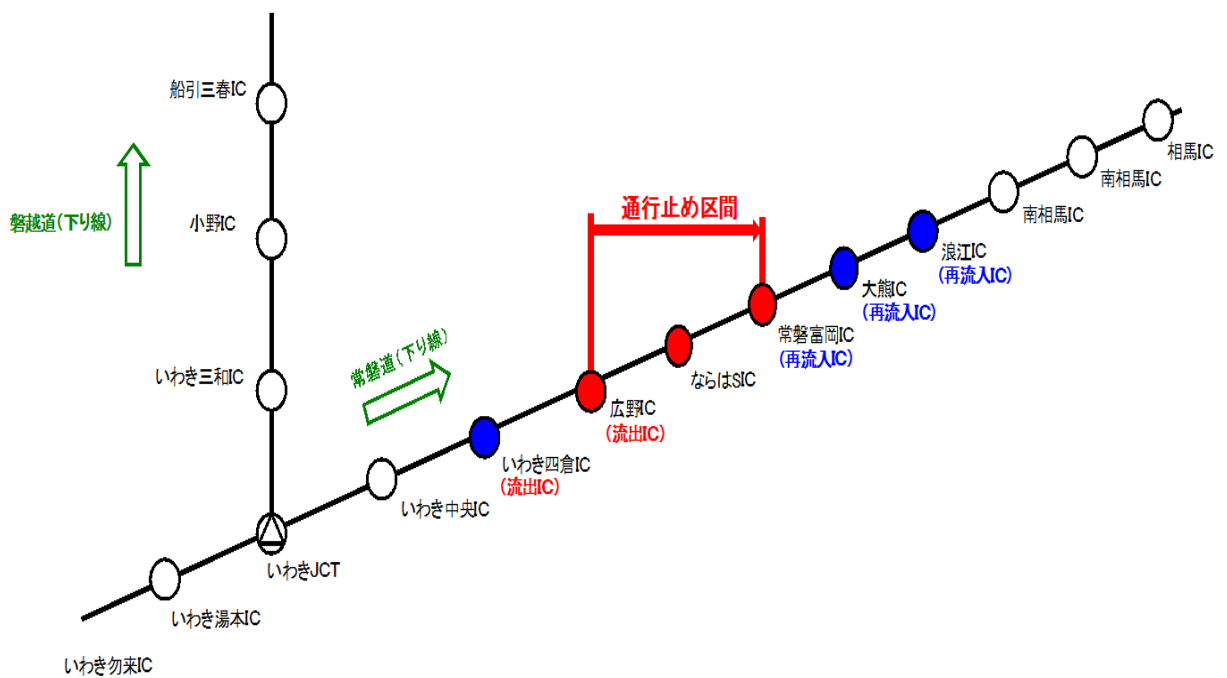 船引三春IC
磐越道(下り線)
小野IC
いわき三和IC
いわきJCT
いわき湯本IC
いわき勿来IC
常磐道(下り線)
いわき中央IC
いわき四倉IC
(流出IC)
広野IC
(流出IC)
通行止め区間
ならはSIC
常磐富岡IC
(再流入IC)
大熊IC
(再流入IC)
浪江IC
(再流入IC)
南相馬IC
南相馬IC
相馬IC